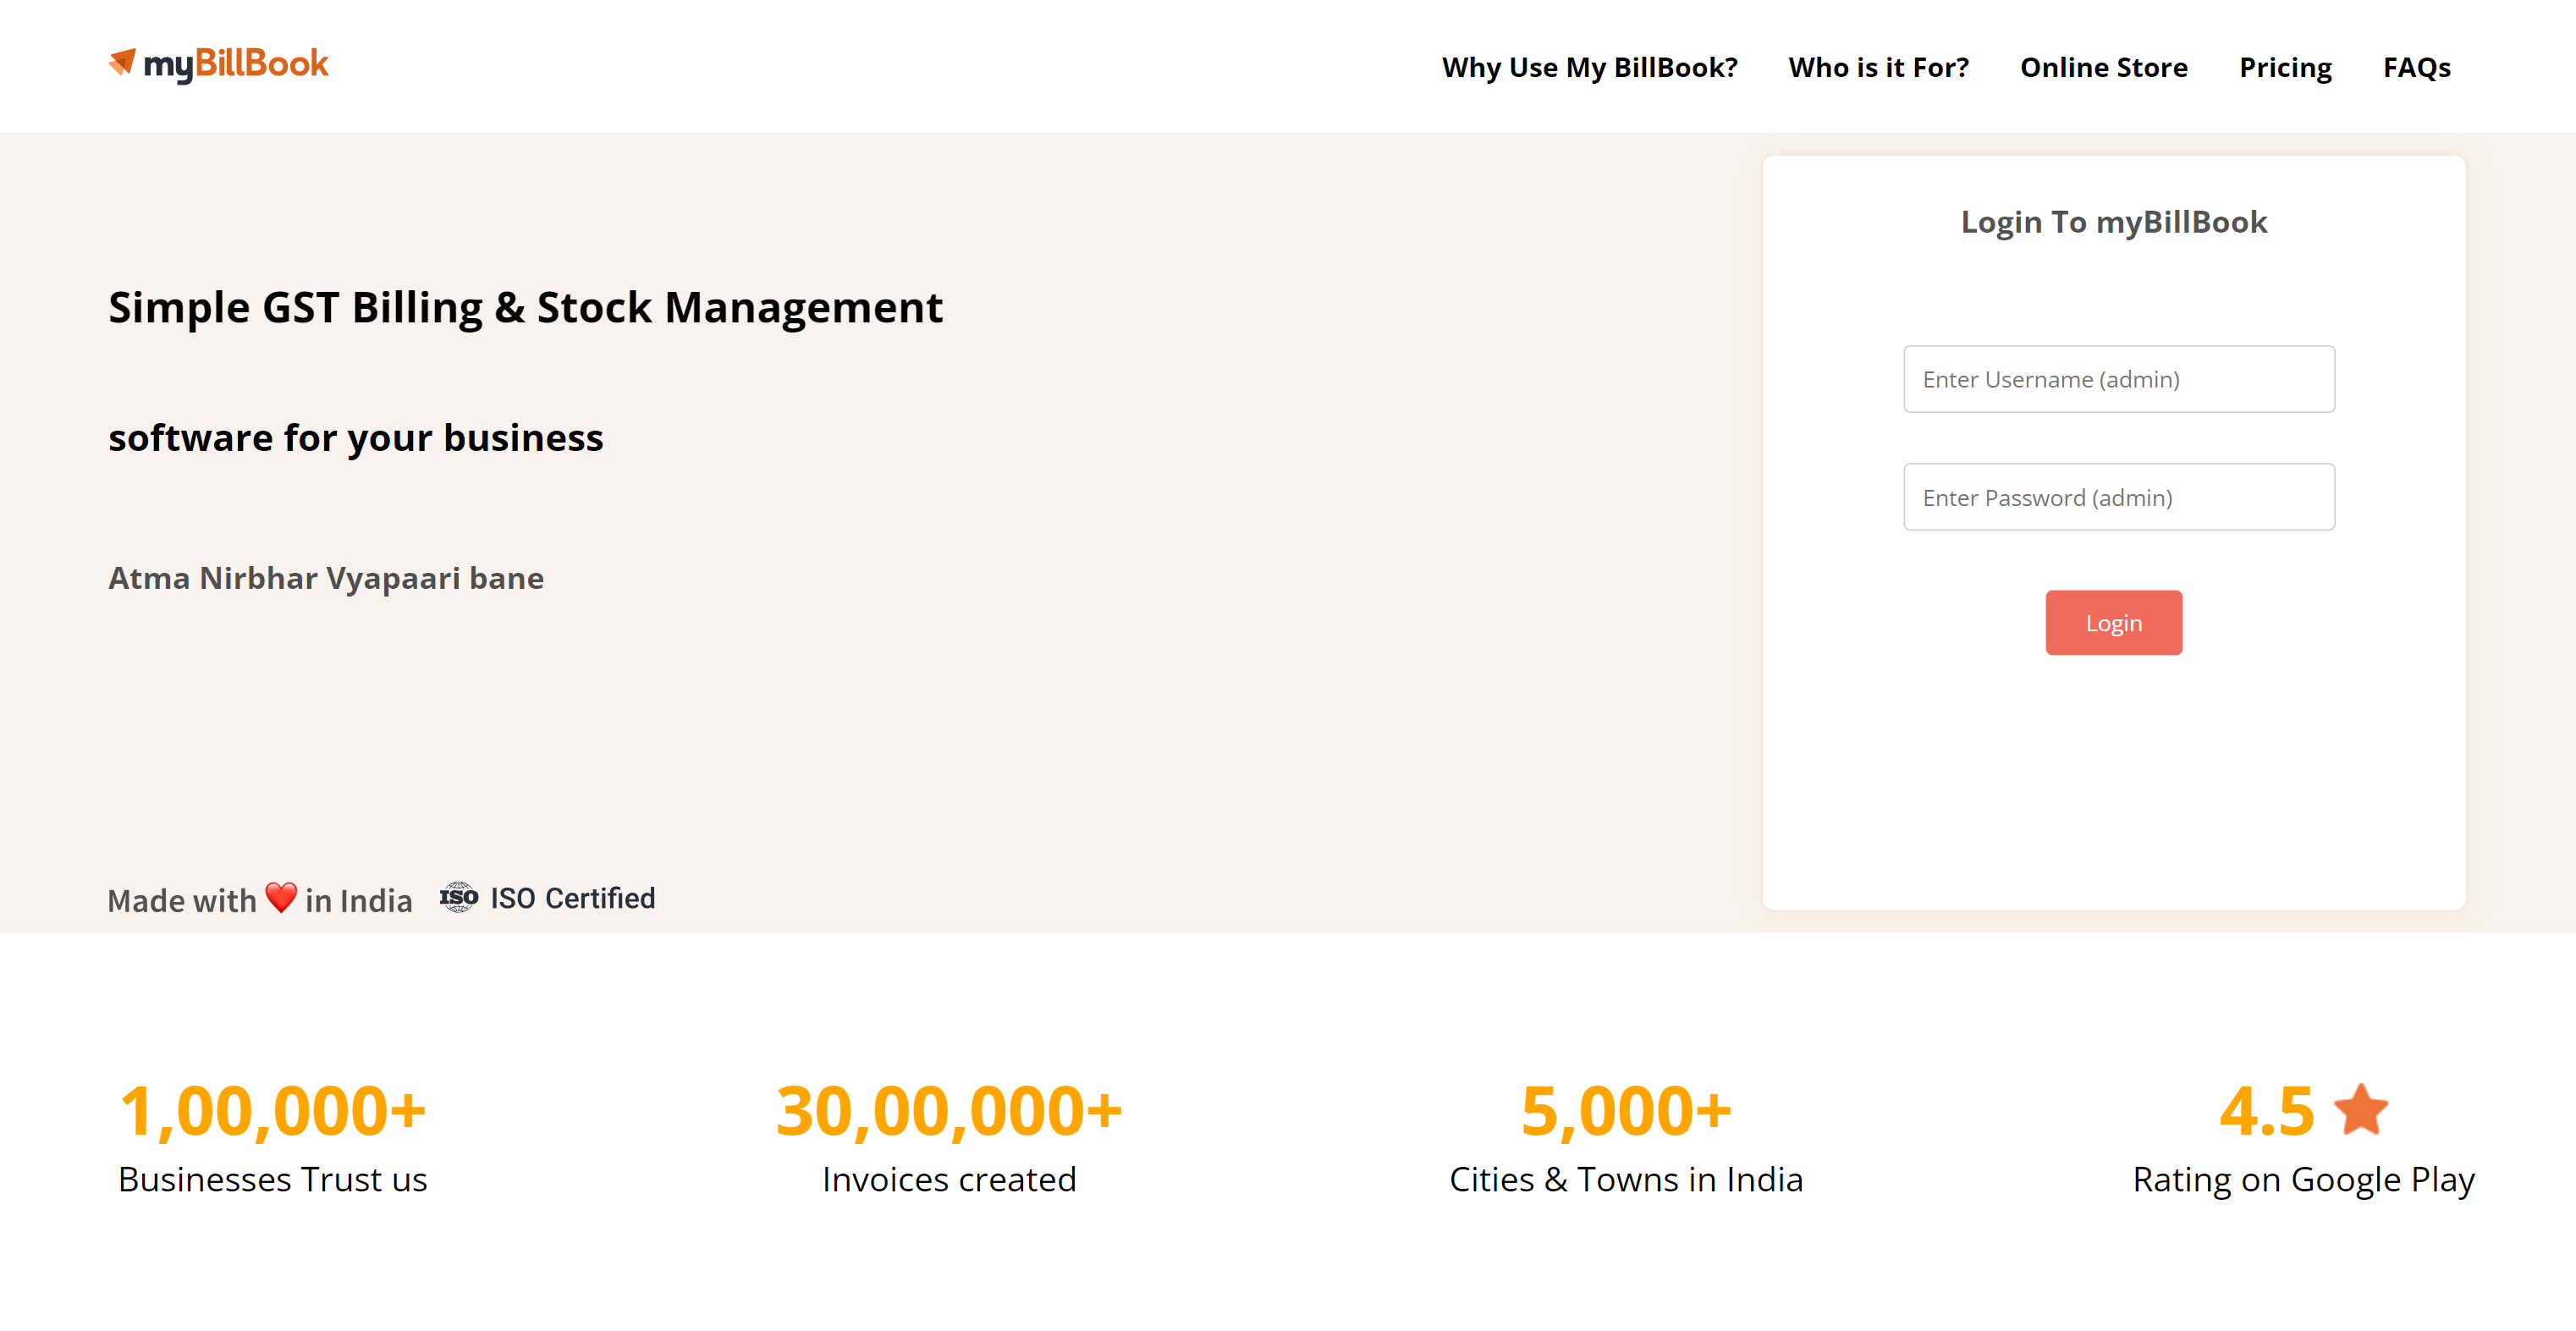 myBillBook
Why Use My BillBook? Who is it For? Online Store Pricing FAQs
Login To myBillBook
Simple GST Billing & Stock Management
software for your business
Atma Nirbhar Vyapaari bane
Enter Username (admin)
Enter Password (admin)
Login
Made with ❤️ in India ISO ISO Certified
1,00,000+
Businesses Trust us
30,00,000+
Invoices created
5,000+
Cities & Towns in India
4.5
Rating on Google Play